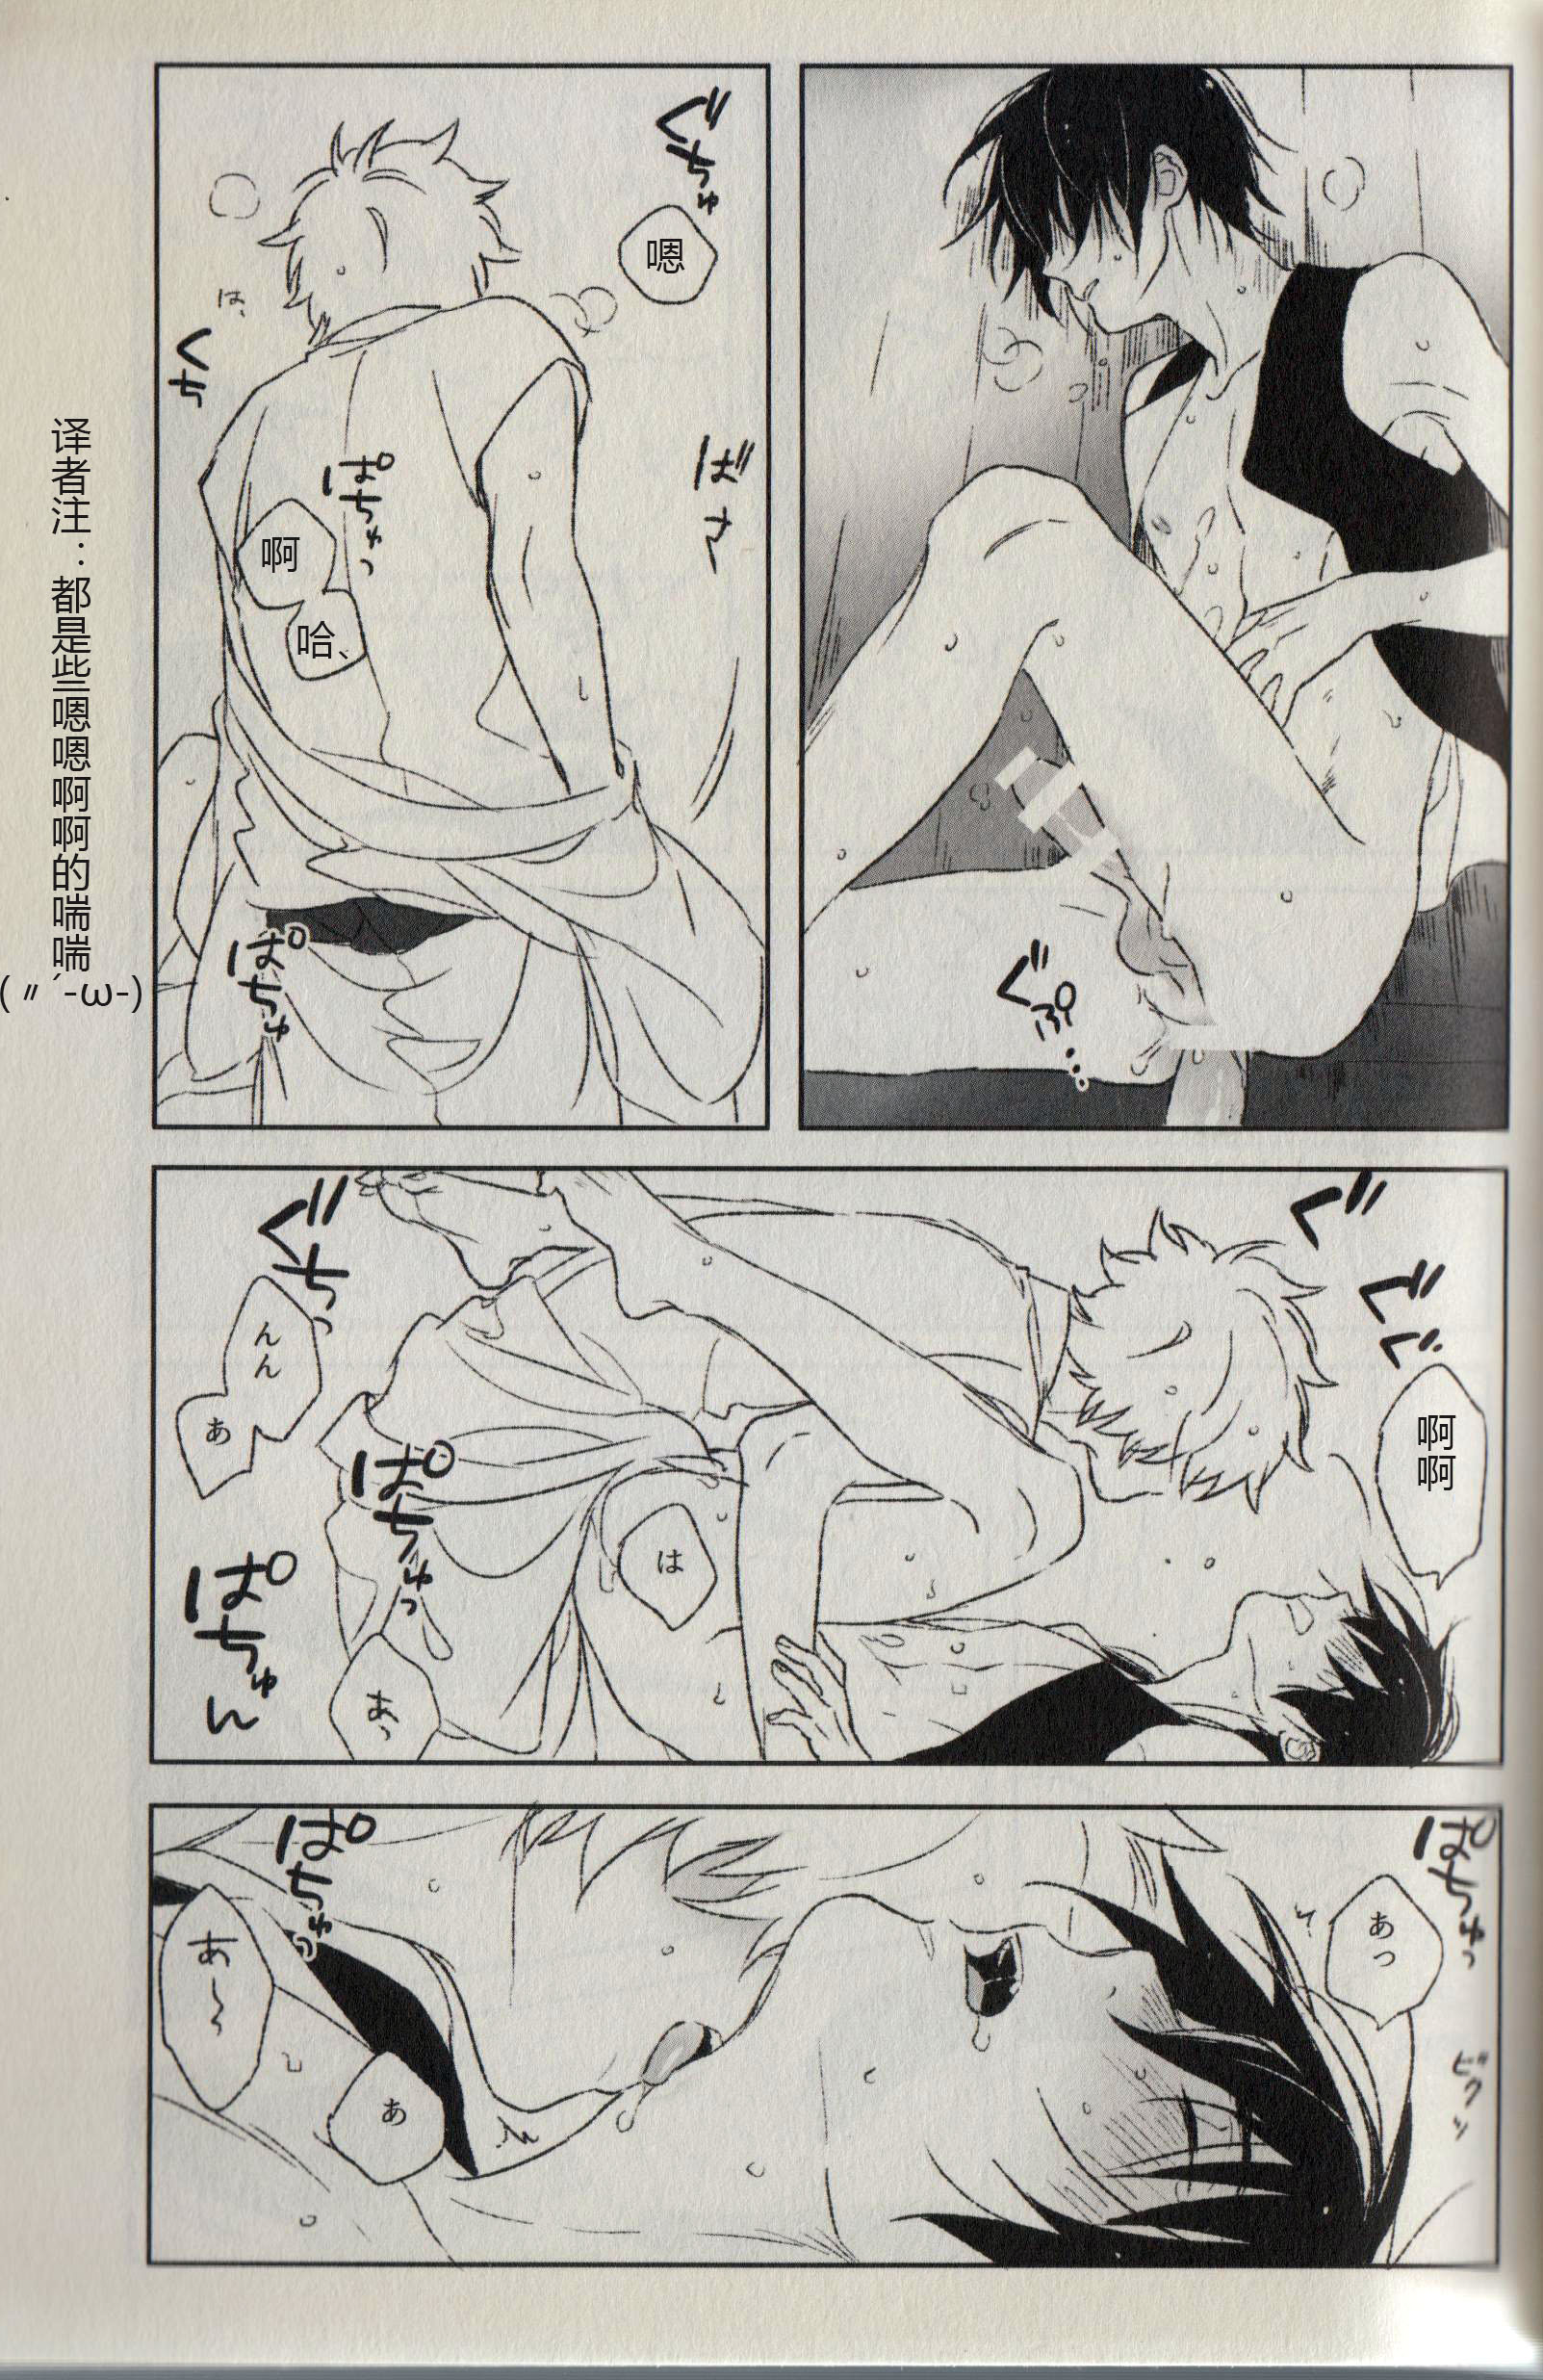 ぐぷ…
ぐちゅ
嗯
ばさ
は、
くち
ぱちゅっ
啊
哈、
ぱちゅ
译者注：都是些嗯嗯啊啊的喘喘
(〃´-ω-)
ぐ
ぐ
ぐ
啊啊
は
ぐちっ
んん
あ
ぱちゅっ
あっ
ぱちゅん
ぱちゅっ
あっ
ビクッ
ぱちゅっ
あ
あ～～